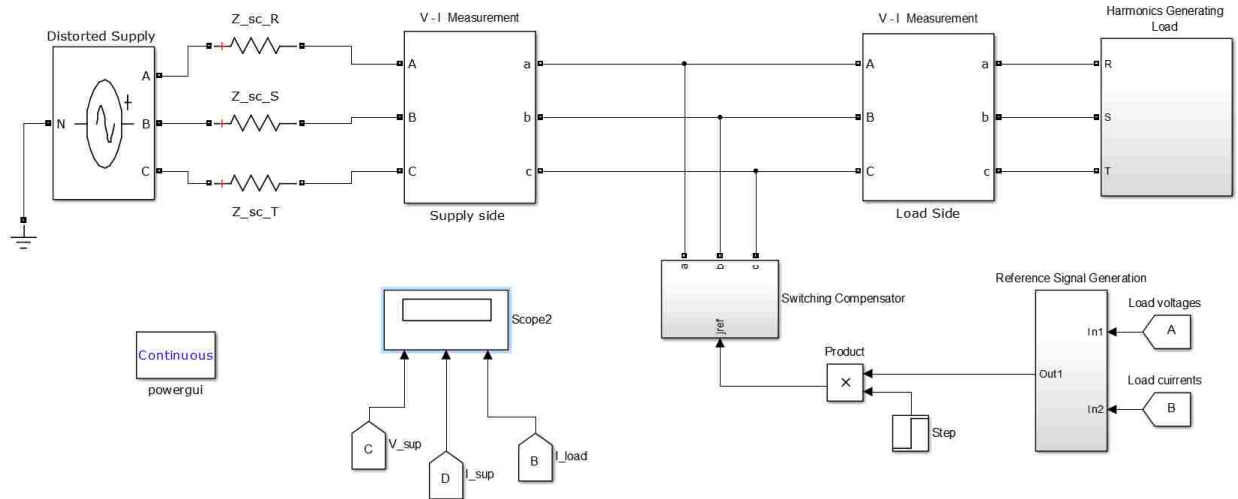 Z_sc_R
V - I Measurement
V - I Measurement
Harmonics Generating
Load
Distorted Supply
A
B
C
N
Z_sc_S
Z_sc_T
A
B
C
a
b
c
Supply side
A
B
C
a
b
c
Load Side
R
S
T
a
b
c
jref
Switching Compensator
Reference Signal Generation
Load voltages
In1
A
Out1
Load cuirrents
In2
B
Product
×
Step
Scope2
Continuous
powergui
C
V_sup
D
I_sup
B
I_load